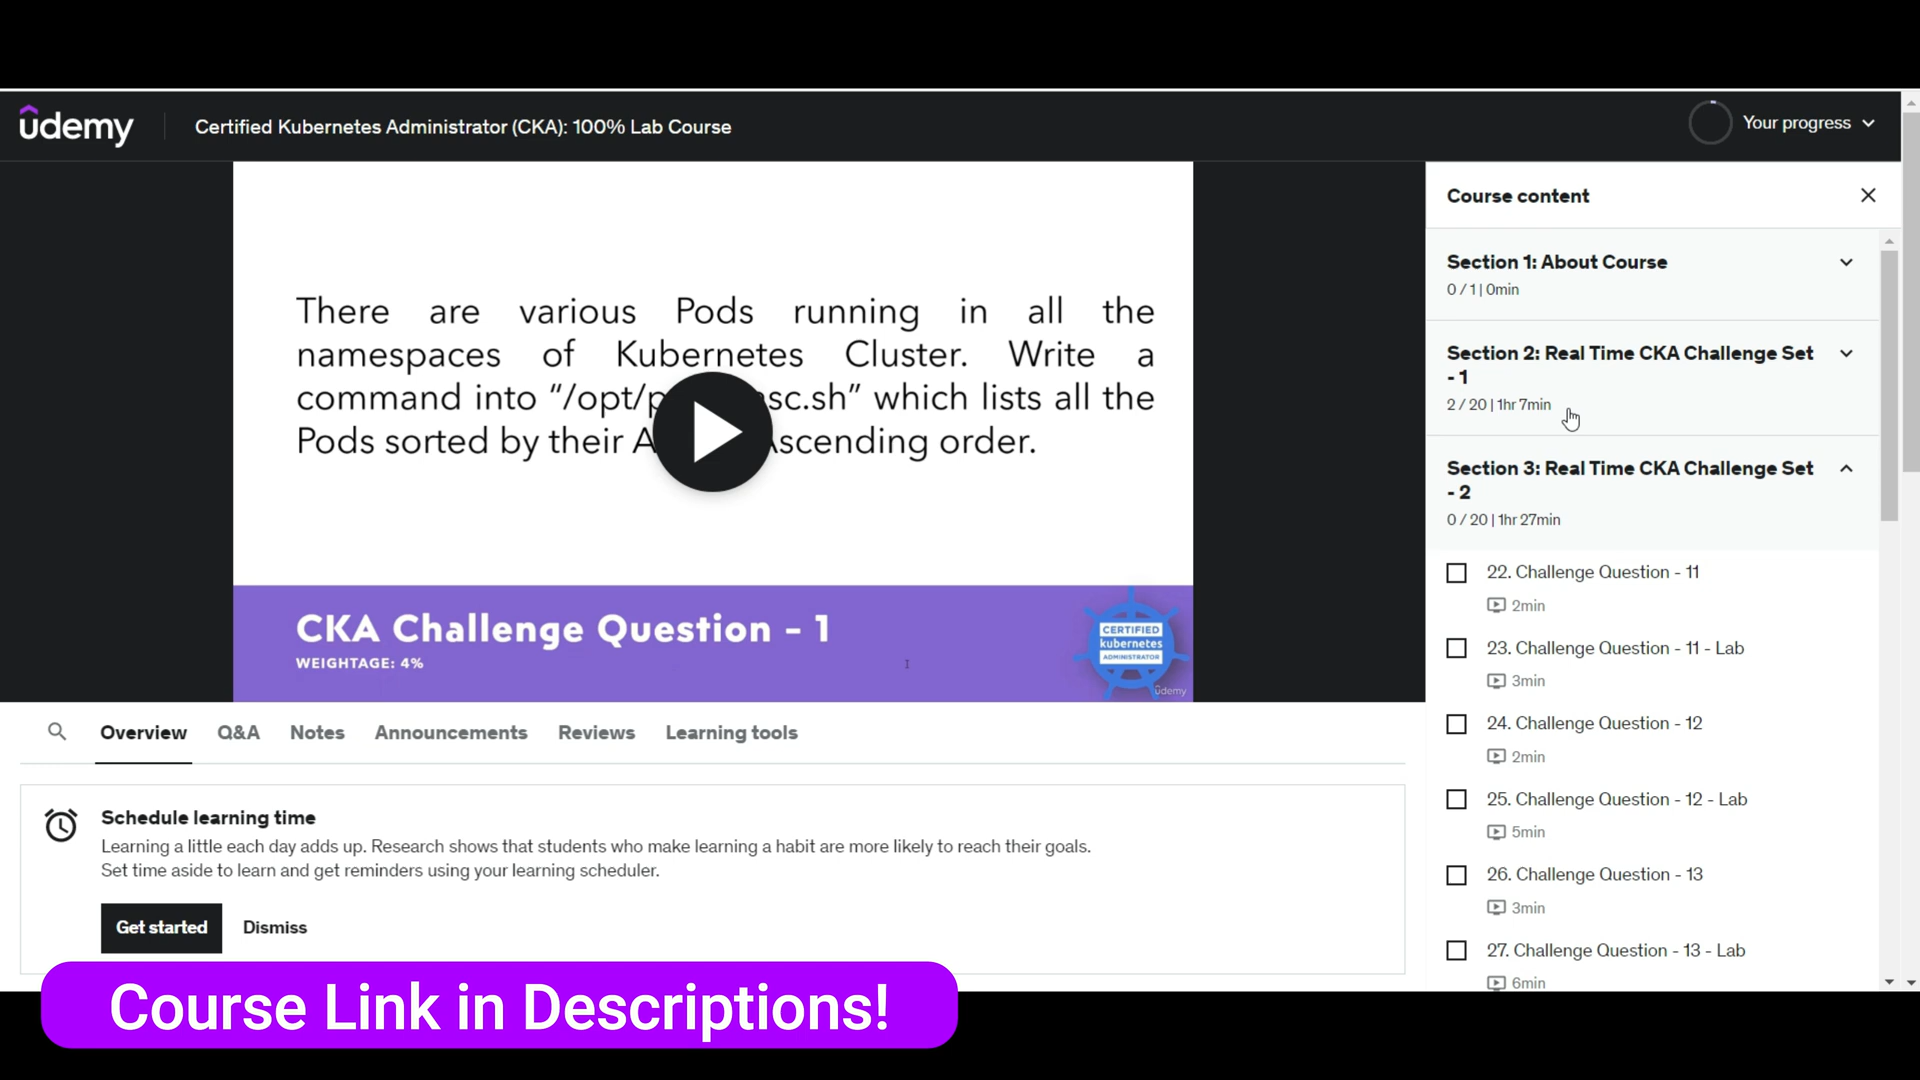 udemy
Certified Kubernetes Administrator (CKA): 100% Lab Course
Your progress
There are various Pods running in all the
namespaces of Kubernetes Cluster. Write a
command into “/opt/p sc.sh” which lists all the
Pods sorted by their A scending order.
CKA Challenge Question - 1
WEIGHTAGE: 4%
CERTIFIED
kubernetes
ADMINISTRATOR
udemy
Course content
Section 1: About Course
0 / 1 | 0min
Section 2: Real Time CKA Challenge Set
- 1
2 / 20 | 1hr 7min
Section 3: Real Time CKA Challenge Set
- 2
0 / 20 | 1hr 27min
22. Challenge Question - 11
2min
23. Challenge Question - 11 - Lab
3min
24. Challenge Question - 12
2min
25. Challenge Question - 12 - Lab
5min
26. Challenge Question - 13
3min
27. Challenge Question - 13 - Lab
6min
Overview
Q&A
Notes
Announcements
Reviews
Learning tools
Schedule learning time
Learning a little each day adds up. Research shows that students who make learning a habit are more likely to reach their goals.
Set time aside to learn and get reminders using your learning scheduler.
Get started
Dismiss
Course Link in Descriptions!